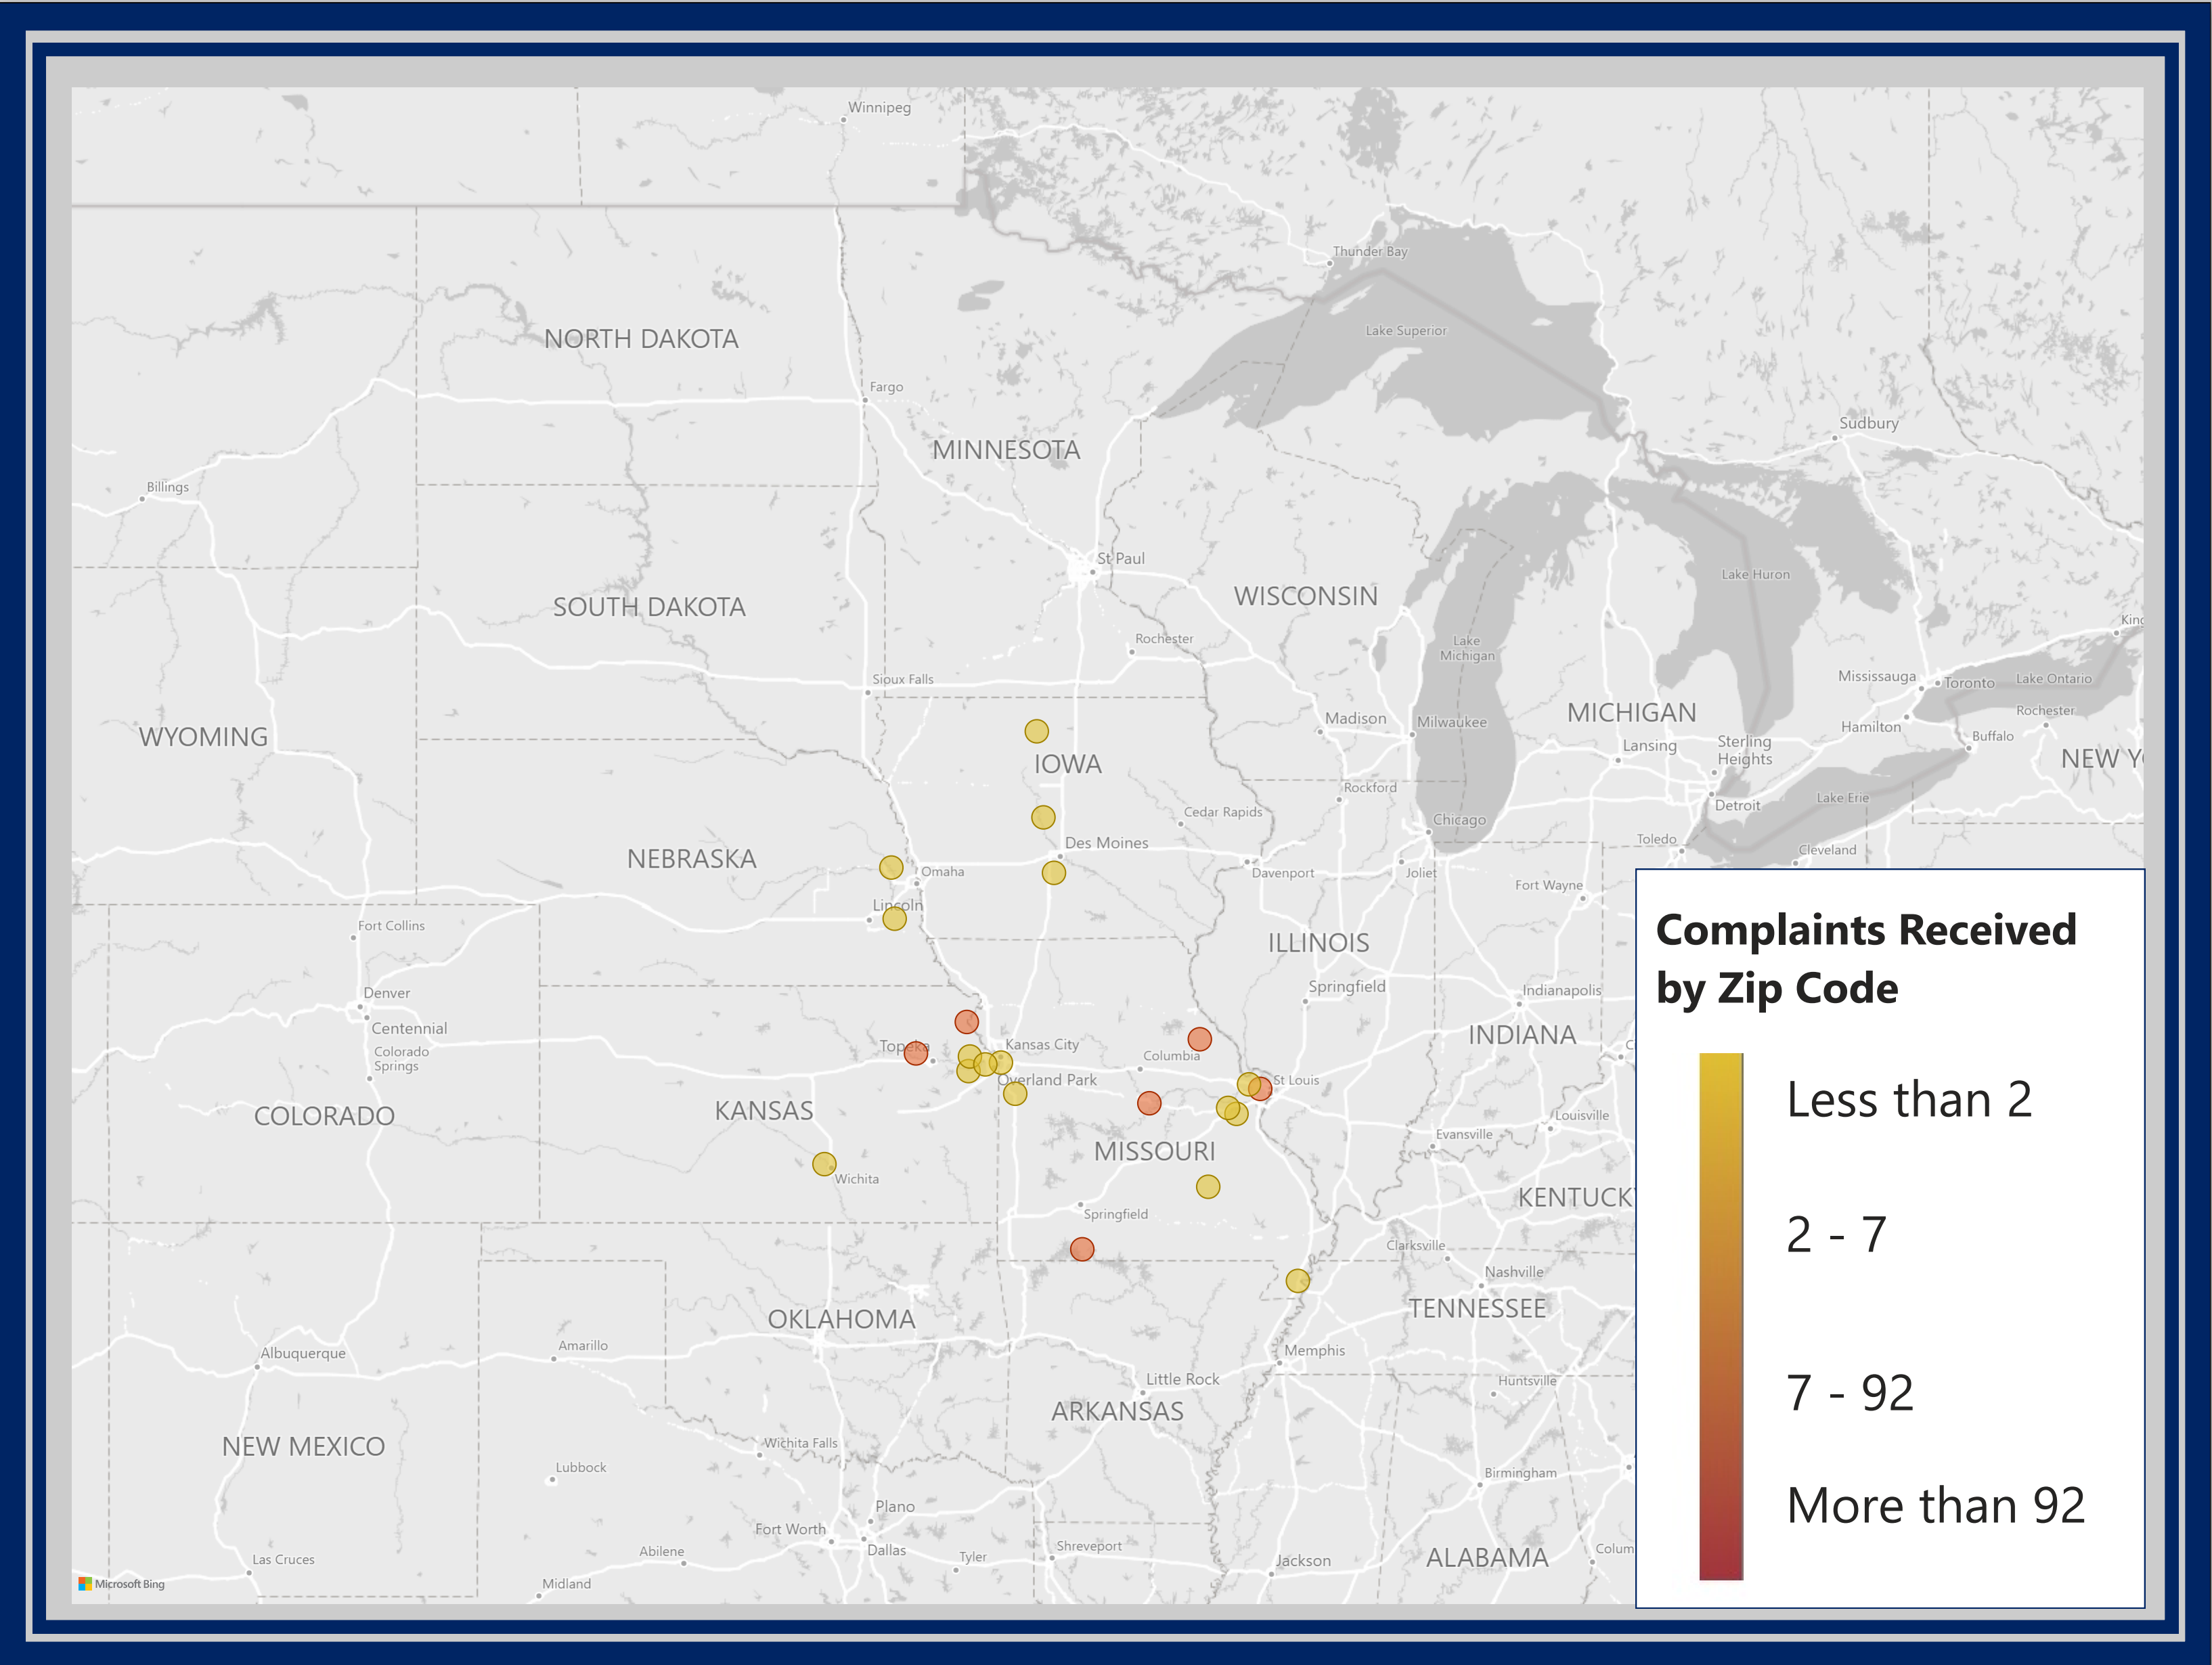 Winnipeg
Thunder Bay
Lake Superior
NORTH DAKOTA
Fargo
MINNESOTA
Sudbury
Billings
St Paul
Lake Huron
WISCONSIN
SOUTH DAKOTA
Rochester
Lake
Michigan
Sioux Falls
Mississauga
Toronto
Lake Ontario
Rochester
Hamilton
Buffalo
NEW Y
WYOMING
Madison
Milwaukee
MICHIGAN
Lansing
Sterling
Heights
IOWA
Rockford
Detroit
Lake Erie
Cedar Rapids
Chicago
Toledo
Cleveland
NEBRASKA
Des Moines
Omaha
Davenport
Joliet
Fort Wayne
Lincoln
Fort Collins
ILLINOIS
Denver
Centennial
Colorado
Springs
Springfield
Indianapolis
INDIANA
Topeka
Kansas City
Columbia
Overland Park
St Louis
COLORADO
KANSAS
Louisville
Evansville
MISSOURI
Wichita
KENTUCK
Springfield
Clarksville
Nashville
TENNESSEE
OKLAHOMA
Albuquerque
Amarillo
Memphis
Little Rock
Huntsville
ARKANSAS
NEW MEXICO
Wichita Falls
Lubbock
Birmingham
Plano
Fort Worth
Dallas
Abilene
Tyler
Shreveport
Jackson
ALABAMA
Colum
Las Cruces
Midland
Microsoft Bing
Complaints Received
by Zip Code
Less than 2
2 - 7
7 - 92
More than 92